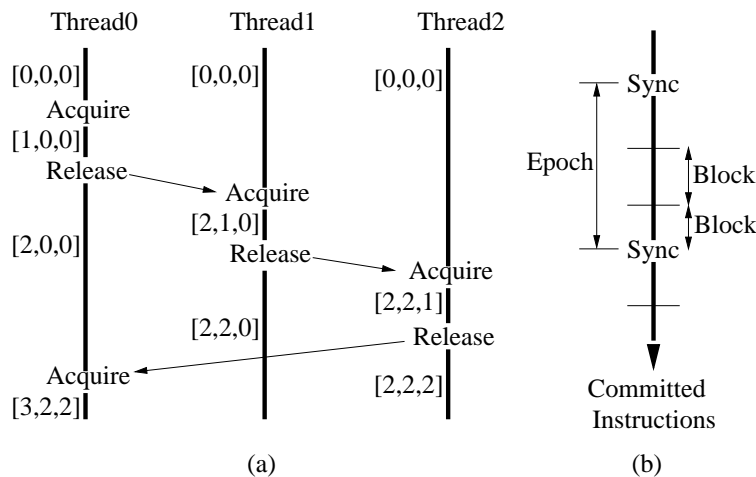 Thread0 Thread1 Thread2
[0,0,0] [0,0,0] [0,0,0] Sync
Acquire
[1,0,0]
Release Acquire Epoch Block
[2,1,0] Block
[2,0,0] Release Sync
Acquire
[2,2,1]
[2,2,0] Release
Acquire [2,2,2] Committed
[3,2,2] Instructions
(a) (b)